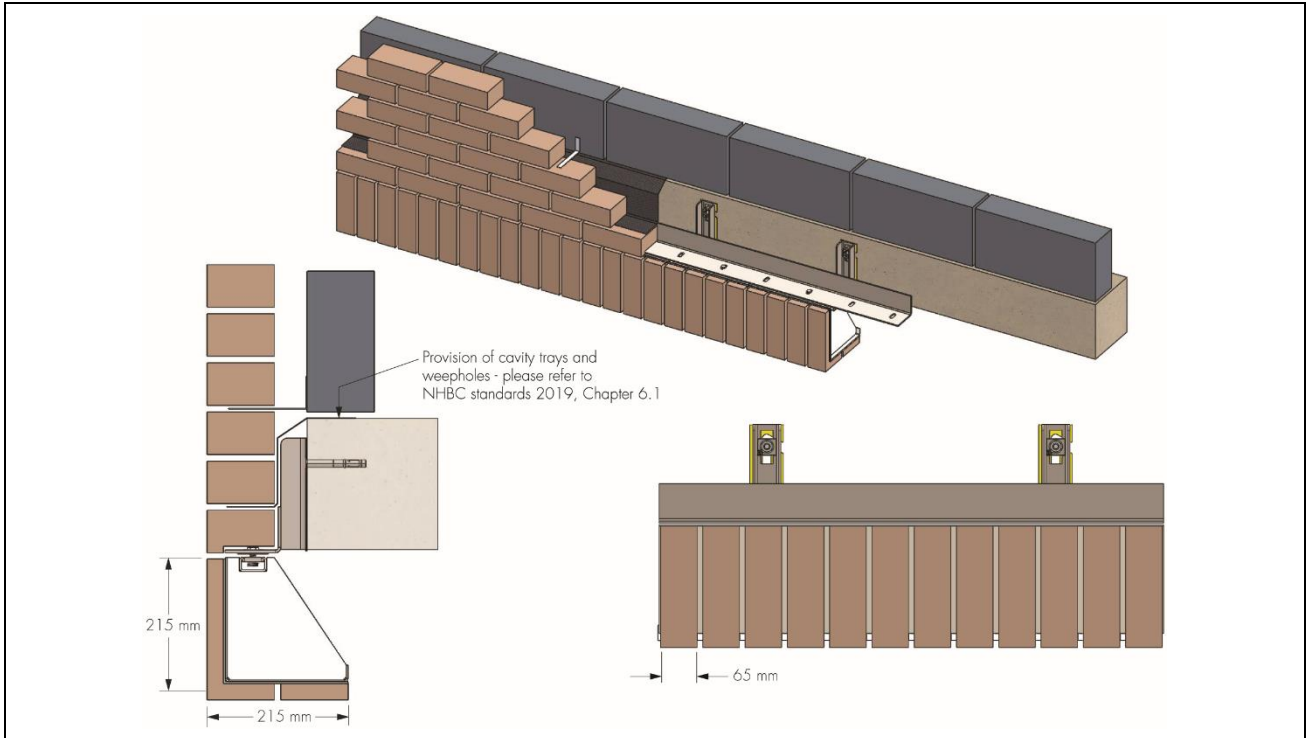 Provision of cavity trays and
weepholes - please refer to
NHBC standards 2019, Chapter 6.1
215 mm
65 mm
215 mm